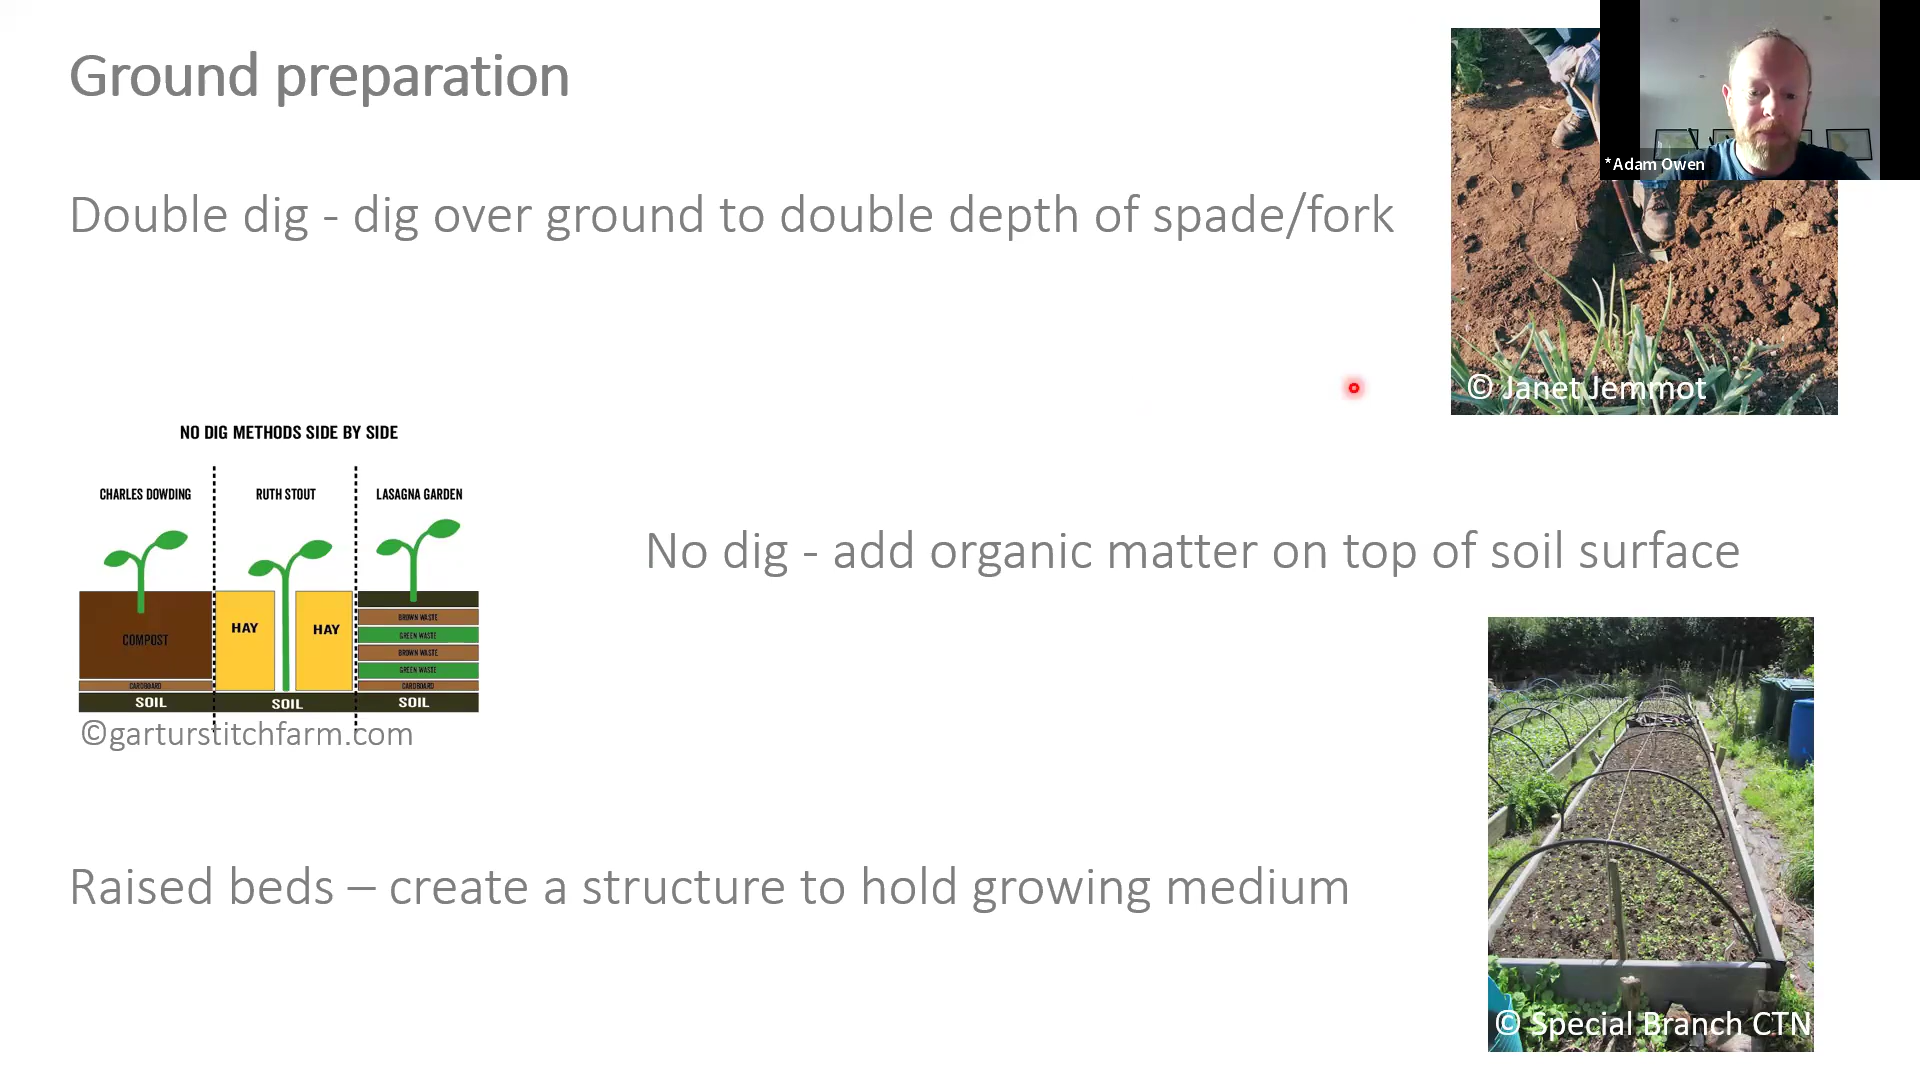 Ground preparation
*Adam Owen
Double dig - dig over ground to double depth of spade/fork
© Janet Jemmot
NO DIG METHODS SIDE BY SIDE
CHARLES DOWDING
RUTH STOUT
LASAGNA GARDEN
No dig - add organic matter on top of soil surface
COMPOST
CARDBOARD
SOIL
HAY
HAY
SOIL
BROWN WASTE
GREEN WASTE
BROWN WASTE
GREEN WASTE
CARDBOARD
SOIL
©garturstitchfarm.com
Raised beds – create a structure to hold growing medium
© Special Branch CTN